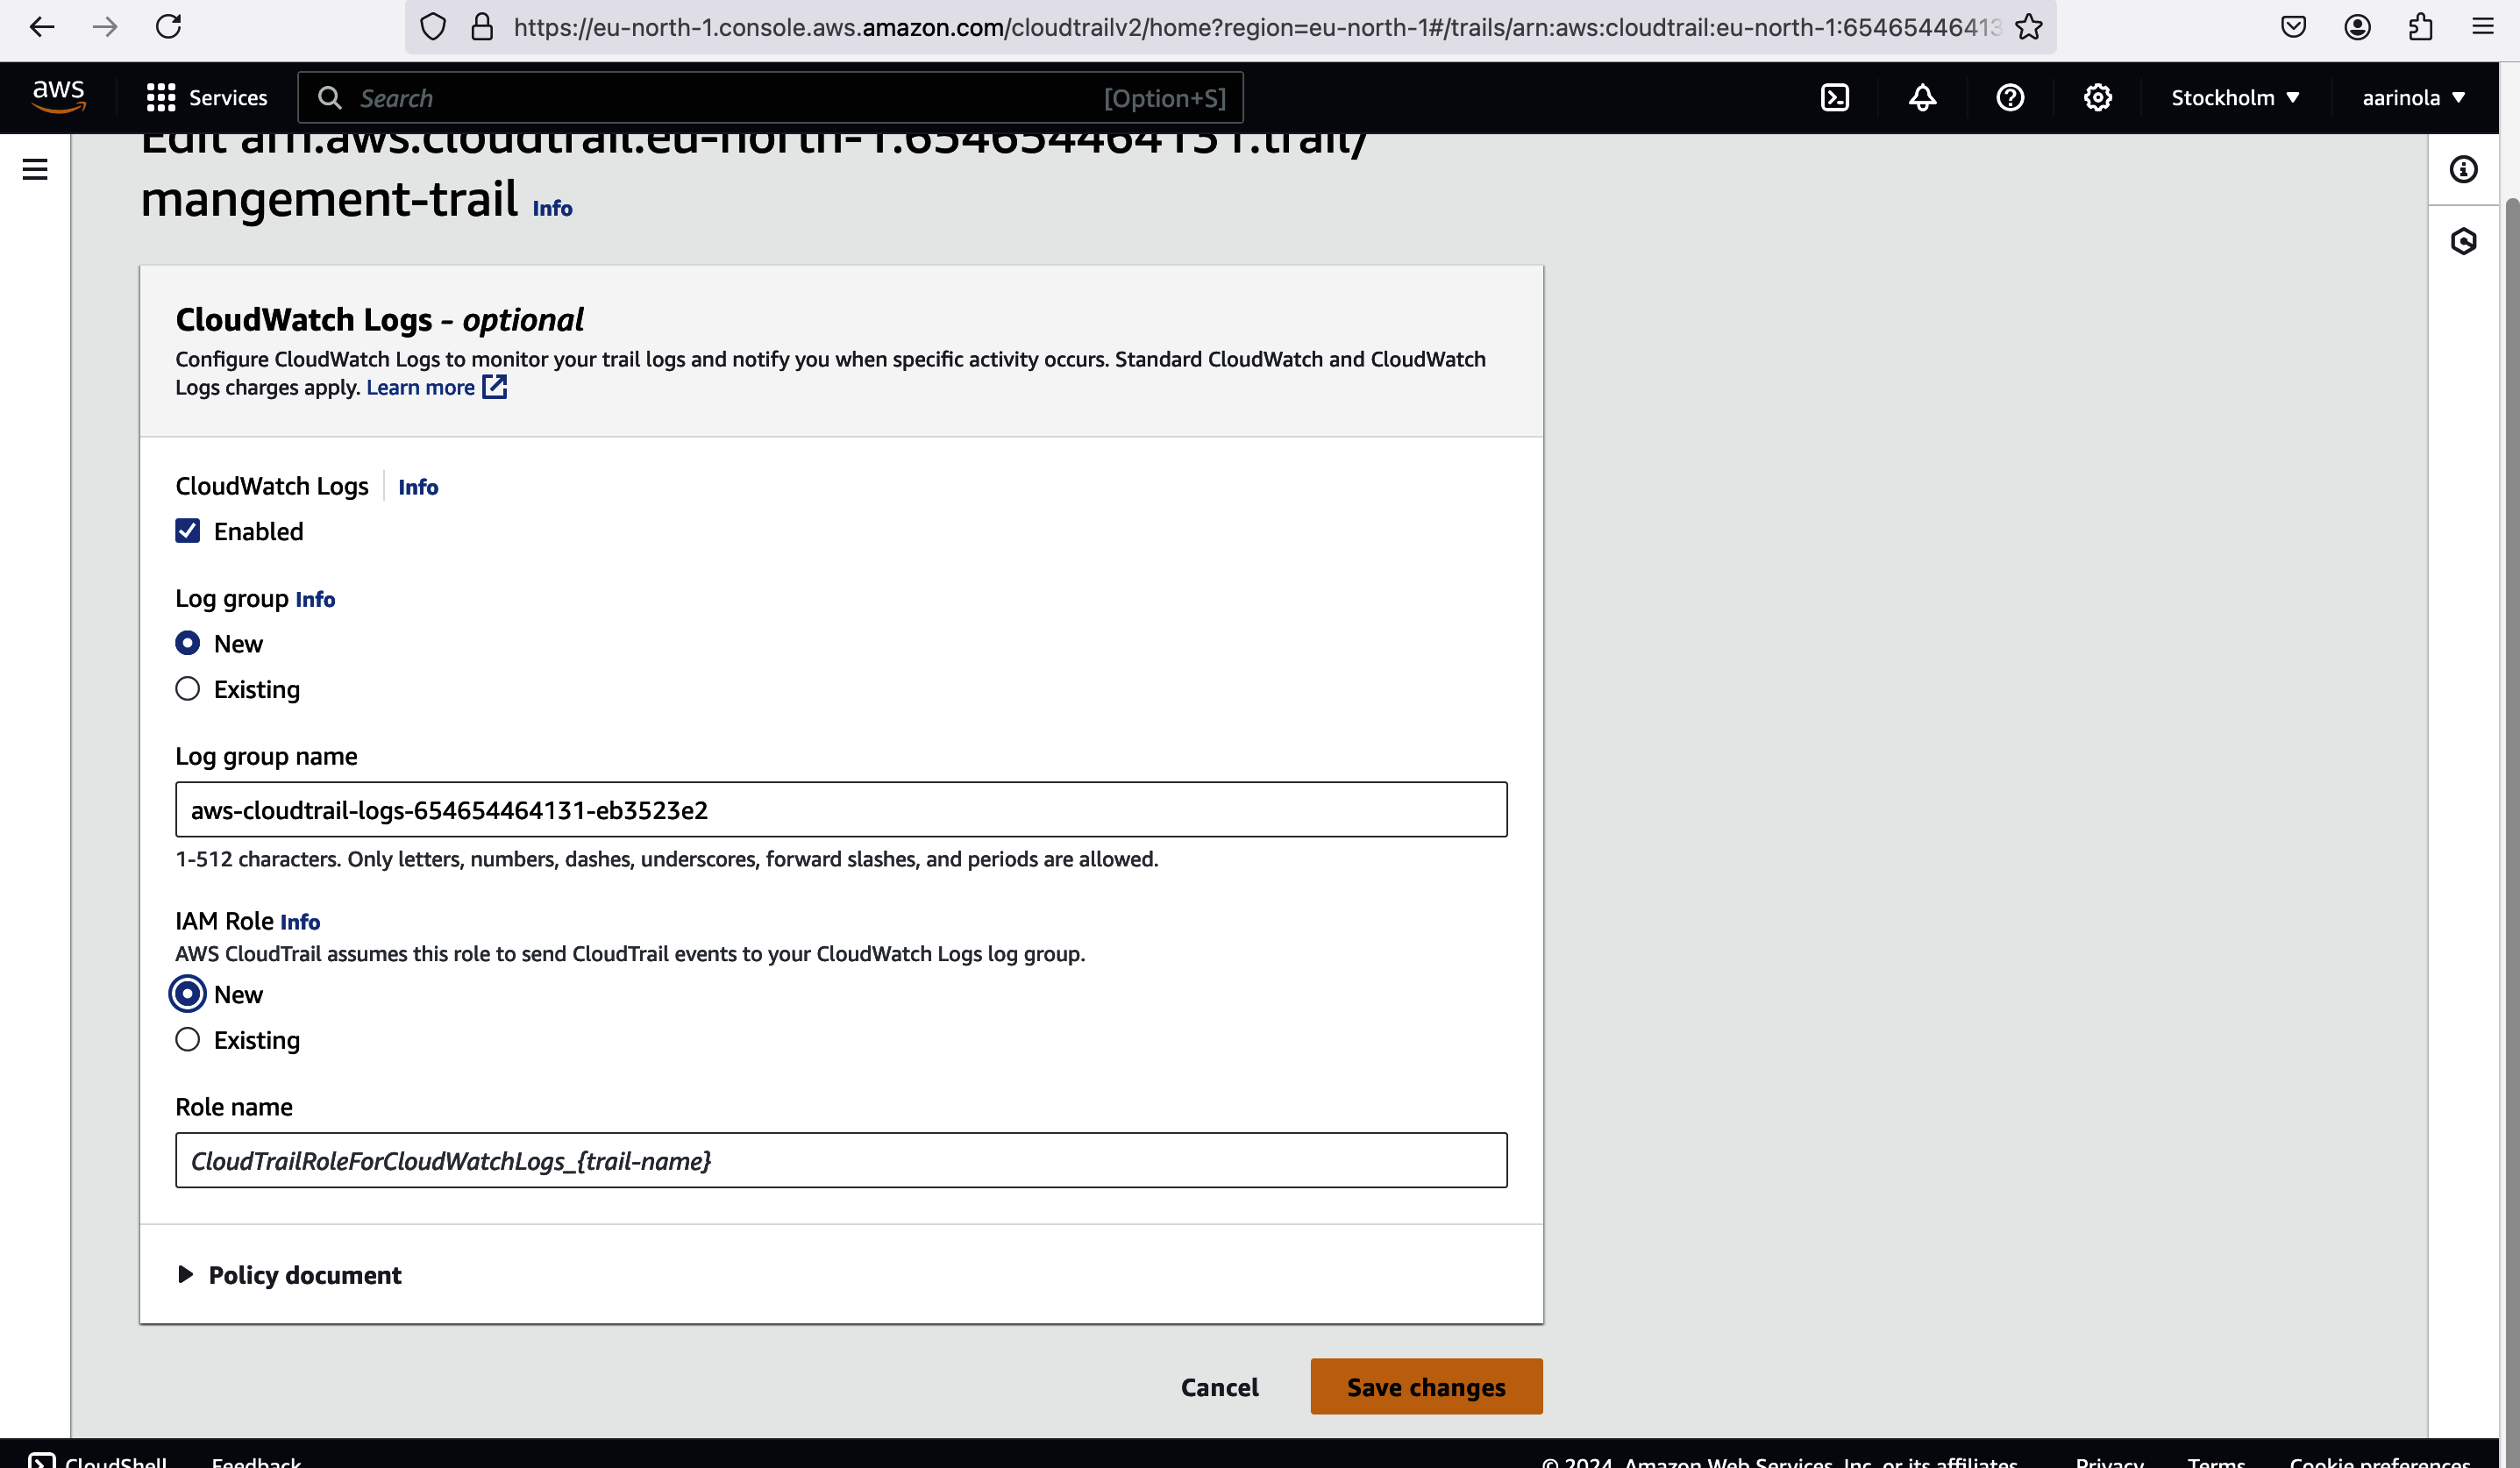 https://eu-north-1.console.aws.amazon.com/cloudtrailv2/home?region=eu-north-1#/trails/arn:aws:cloudtrail:eu-north-1:65465446413
aws
Services
Search
[Option+S]
Stockholm
aarinola
Edit arn:aws:cloudtrail:eu-north-1:654654464131:trail/
mangement-trail Info
CloudWatch Logs - optional
Configure CloudWatch Logs to monitor your trail logs and notify you when specific activity occurs. Standard CloudWatch and CloudWatch
Logs charges apply. Learn more
CloudWatch Logs Info
Enabled
Log group Info
New
Existing
Log group name
aws-cloudtrail-logs-654654464131-eb3523e2
1-512 characters. Only letters, numbers, dashes, underscores, forward slashes, and periods are allowed.
IAM Role Info
AWS CloudTrail assumes this role to send CloudTrail events to your CloudWatch Logs log group.
New
Existing
Role name
CloudTrailRoleForCloudWatchLogs_{trail-name}
Policy document
Cancel
Save changes
CloudShell
Feedback
© 2024, Amazon Web Services, Inc. or its affiliates.
Privacy
Terms
Cookie preferences